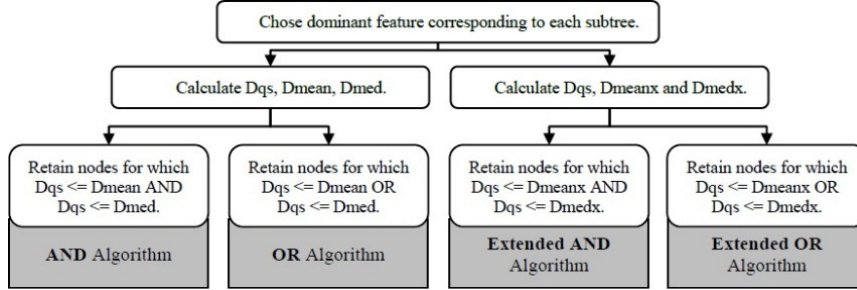 Chose dominant feature corresponding to each subtree.
Calculate Dqs, Dmean, Dmed.
Calculate Dqs, Dmeanx and Dmedx.
Retain nodes for which
Dqs <= Dmean AND
Dqs <= Dmed.
AND Algorithm
Retain nodes for which
Dqs <= Dmean OR
Dqs <= Dmed.
OR Algorithm
Retain nodes for which
Dqs <= Dmeanx AND
Dqs <= Dmedx.
Extended AND
Algorithm
Retain nodes for which
Dqs <= Dmeanx OR
Dqs <= Dmedx.
Extended OR
Algorithm